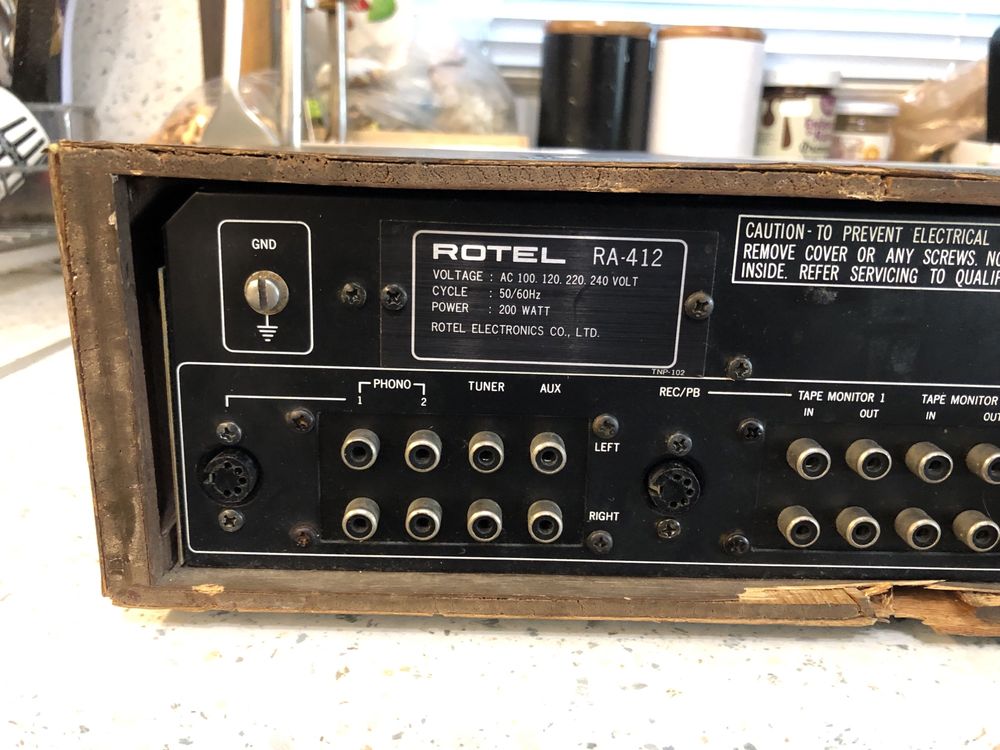 GND
ROTEL RA-412
VOLTAGE : AC 100. 120. 220. 240 VOLT
CYCLE : 50/60Hz
POWER : 200 WATT
ROTEL ELECTRONICS CO., LTD.
TNP-102
CAUTION - TO PREVENT ELECTRICAL
REMOVE COVER OR ANY SCREWS. NO
INSIDE. REFER SERVICING TO QUALIF
PHONO
1 2
TUNER
AUX
LEFT
RIGHT
REC/PB
TAPE MONITOR 1
IN OUT
TAPE MONITOR
IN OUT